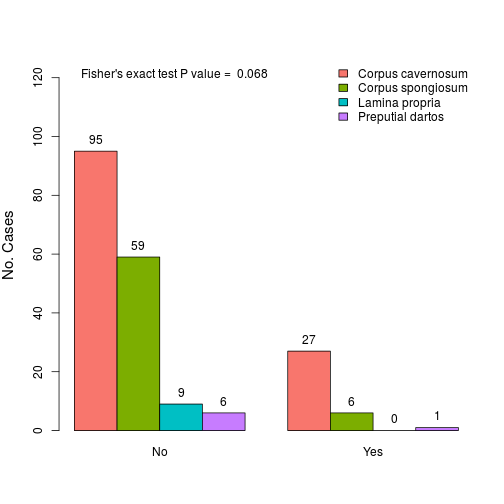 Fisher's exact test P value =  0.068
Corpus cavernosum
Corpus spongiosum
Lamina propria
Preputial dartos
No. Cases
120
100
80
60
40
20
0
95
59
9
6
27
6
0
1
No
Yes